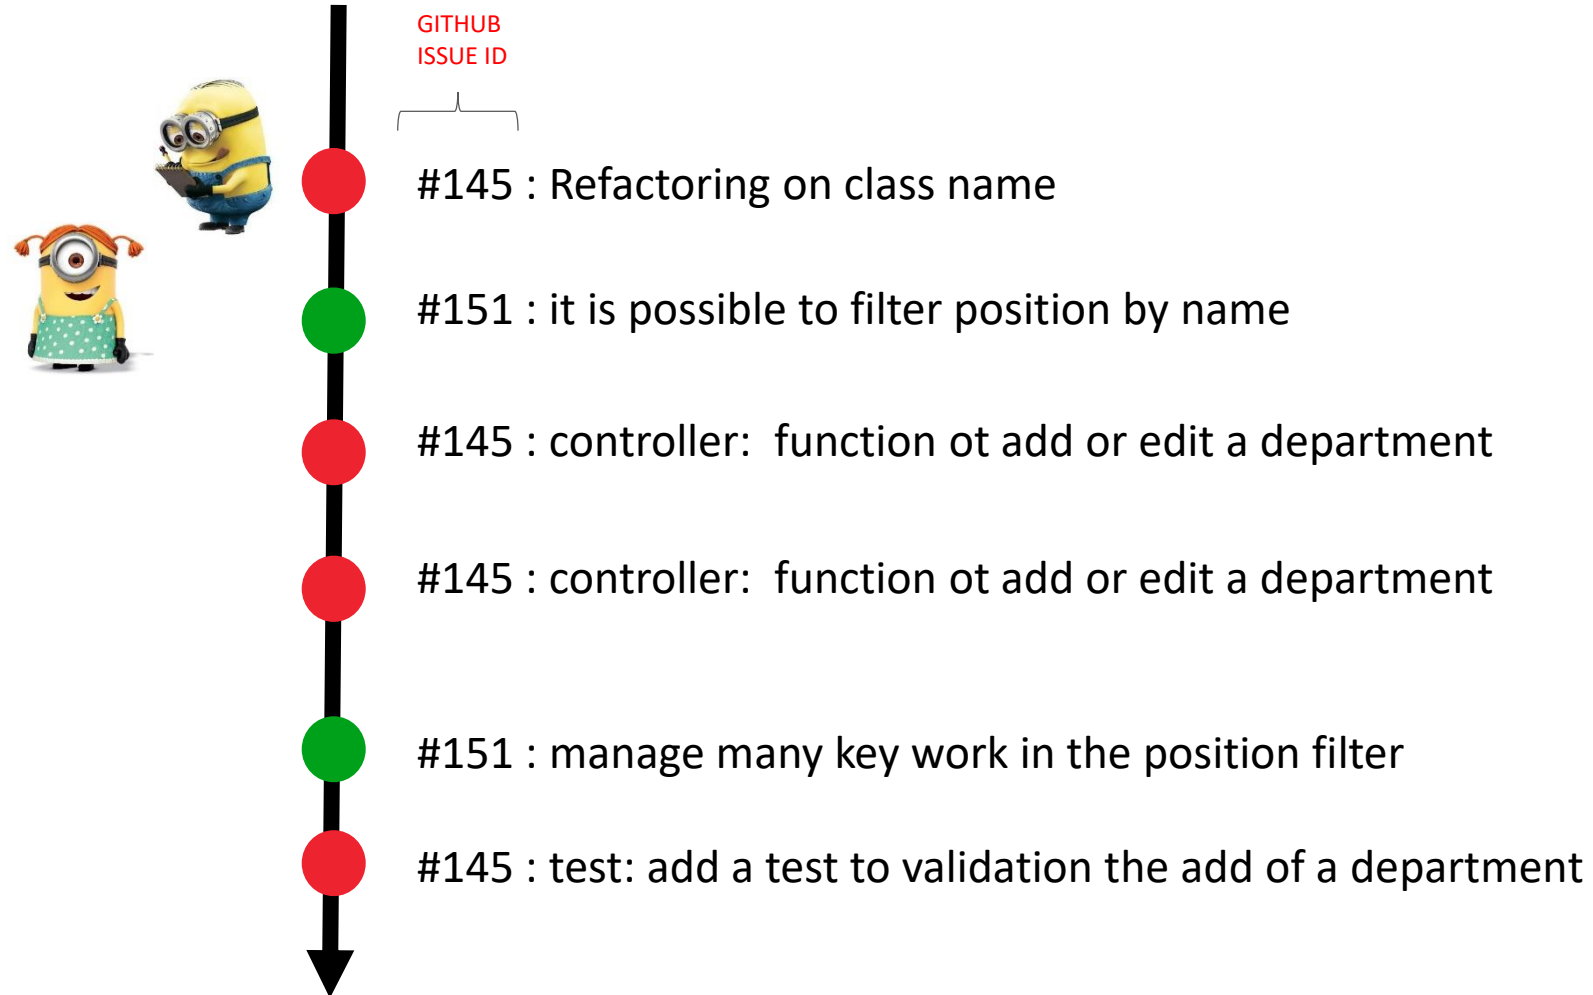 GITHUB
ISSUE ID
#145 : Refactoring on class name
#151 : it is possible to filter position by name
#145 : controller:  function ot add or edit a department
#145 : controller:  function ot add or edit a department
#151 : manage many key work in the position filter
#145 : test: add a test to validation the add of a department